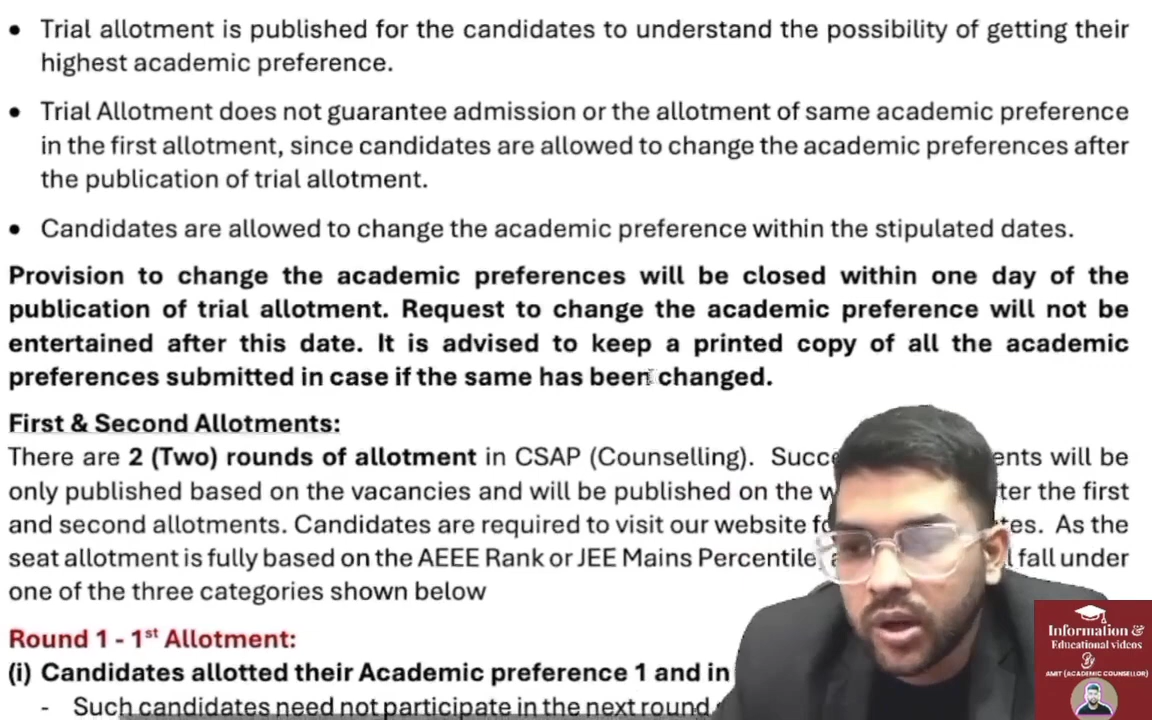 • Trial allotment is published for the candidates to understand the possibility of getting their
highest academic preference.
• Trial Allotment does not guarantee admission or the allotment of same academic preference
in the first allotment, since candidates are allowed to change the academic preferences after
the publication of trial allotment.
• Candidates are allowed to change the academic preference within the stipulated dates.
Provision to change the academic preferences will be closed within one day of the
publication of trial allotment. Request to change the academic preference will not be
entertained after this date. It is advised to keep a printed copy of all the academic
preferences submitted in case if the same has been changed.
First & Second Allotments:
There are 2 (Two) rounds of allotment in CSAP (Counselling). will be
only published based on the vacancies and will be published on the the first
and second allotments. Candidates are required to visit our website As the
seat allotment is fully based on the AEEE Rank or JEE Mains Percentile fall under
one of the three categories shown below
Round 1 - 1st Allotment:
(i) Candidates allotted their Academic preference 1 and in
- Such candidates need not participate in the next round
Information &
Educational videos
By
AMIT (ACADEMIC COUNSELLOR)